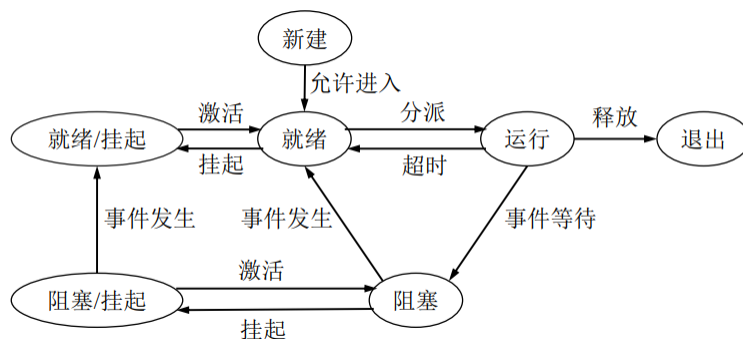 新建
允许进入
激活
分派
释放
就绪/挂起
就绪
运行
退出
挂起
超时
事件发生
事件发生
事件等待
激活
阻塞/挂起
阻塞
挂起